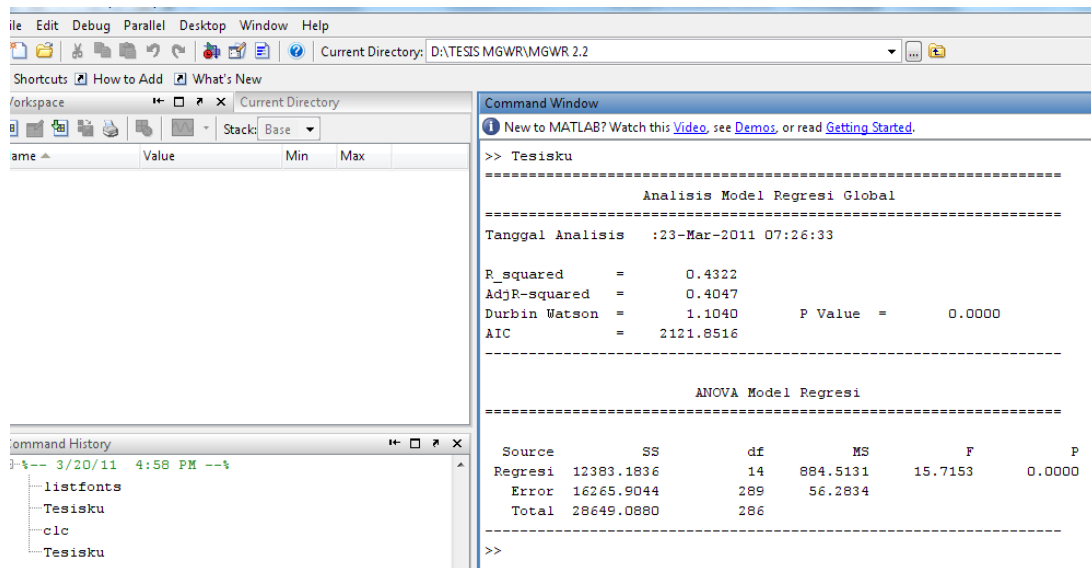 ile Edit Debug Parallel Desktop Window Help
Current Directory: D:\TESIS MGWR\MGWR 2.2
Shortcuts How to Add What's New
orkspace Current Directory
Stack: Base
ame Value Min Max
Command History
%-- 3/20/11 4:58 PM --%
listfonts
Tesisku
clc
Tesisku
Command Window
New to MATLAB? Watch this Video, see Demos, or read Getting Started.
>> Tesisku
Analisis Model Regresi Global
Tanggal Analisis :23-Mar-2011 07:26:33
R_squared = 0.4322
AdjR-squared = 0.4047
Durbin Watson = 1.1040 P Value = 0.0000
AIC = 2121.8516
ANOVA Model Regresi
Source SS df MS F P
Regresi 12383.1836 14 884.5131 15.7153 0.0000
Error 16265.9044 289 56.2834
Total 28649.0880 286
>>